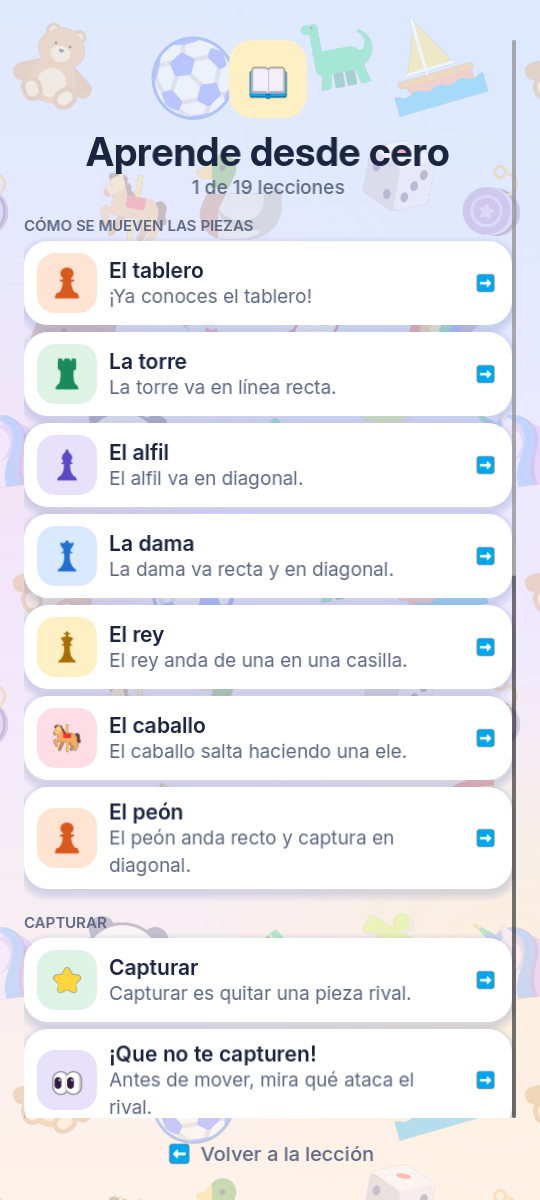 Aprende desde cero
1 de 19 lecciones
CÓMO SE MUEVEN LAS PIEZAS
El tablero
¡Ya conoces el tablero!
La torre
La torre va en línea recta.
El alfil
El alfil va en diagonal.
La dama
La dama va recta y en diagonal.
El rey
El rey anda de una en una casilla.
El caballo
El caballo salta haciendo una ele.
El peón
El peón anda recto y captura en
diagonal.
CAPTURAR
Capturar
Capturar es quitar una pieza rival.
¡Que no te capturen!
Antes de mover, mira qué ataca el
rival.
Volver a la lección